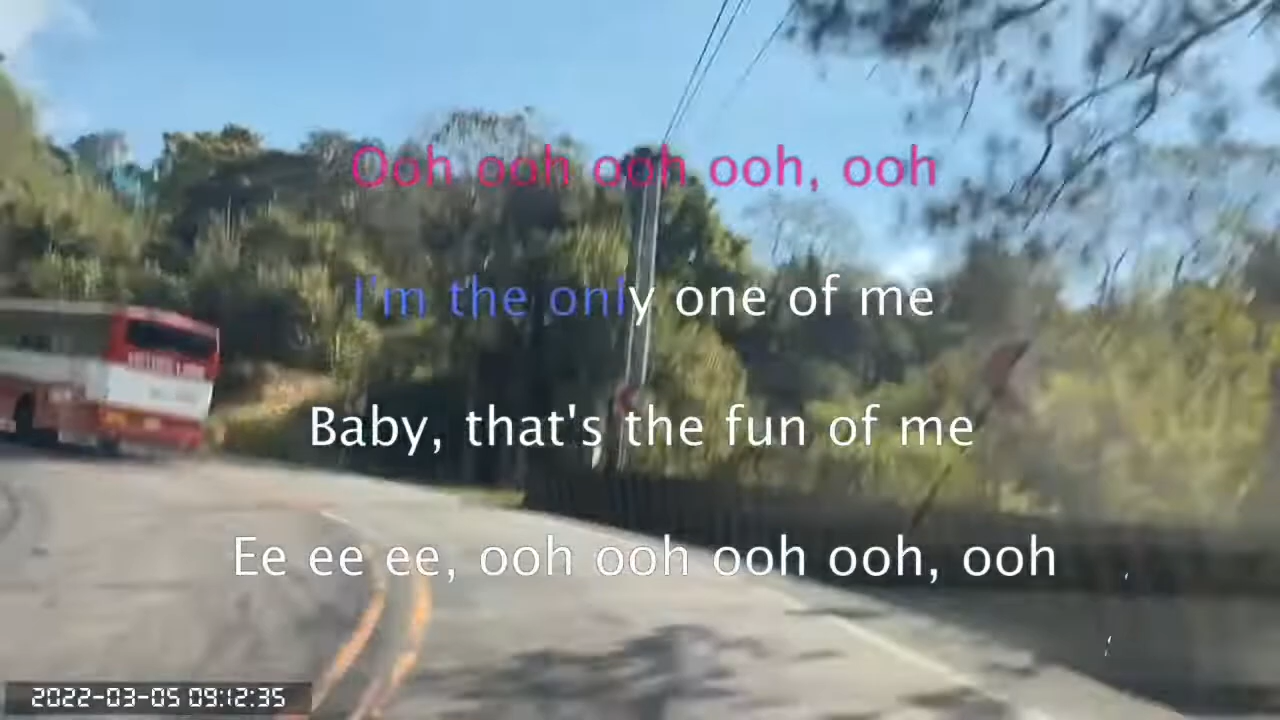 Ooh ooh ooh ooh, ooh
I'm the only one of me
Baby, that's the fun of me
Ee ee ee, ooh ooh ooh ooh, ooh
2022-03-05 09:12:35